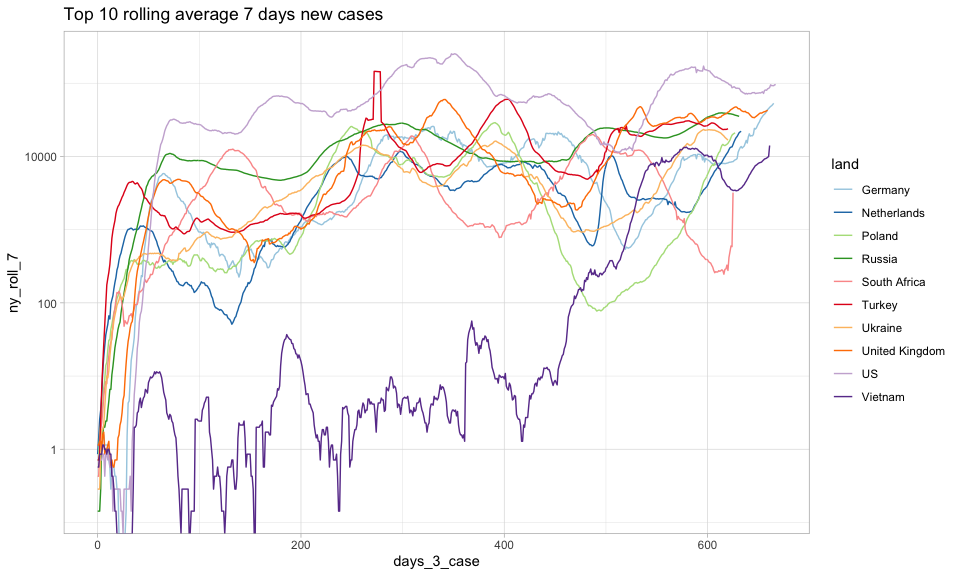 Top 10 rolling average 7 days new cases
ny_roll_7
10000
100
1
0
200
400
600
days_3_case
land
Germany
Netherlands
Poland
Russia
South Africa
Turkey
Ukraine
United Kingdom
US
Vietnam